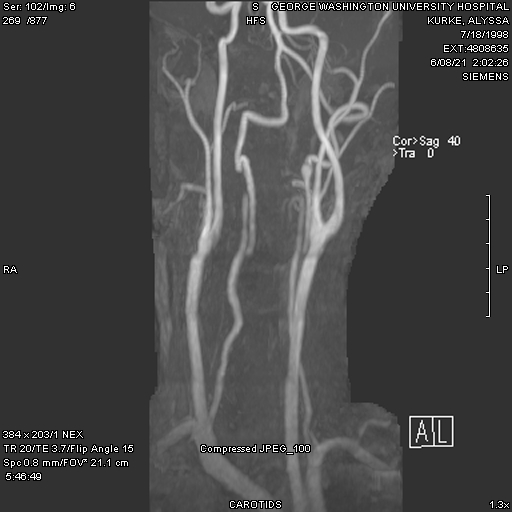 Ser: 102/Img: 6
269 /877
S
HFS
GEORGE WASHINGTON UNIVERSITY HOSPITAL
KURKE, ALYSSA
7/18/1998
EXT:4808635
6/08/21 2:02:26
SIEMENS
Cor>Sag 40
>Tra 0
RA
LP
384 x 203/1 NEX
TR 20/TE 3.7/Flip Angle 15
Spc 0.8 mm/FOV* 21.1 cm
5:46:49
Compressed JPEG_100
AL
CAROTIDS
1.3x